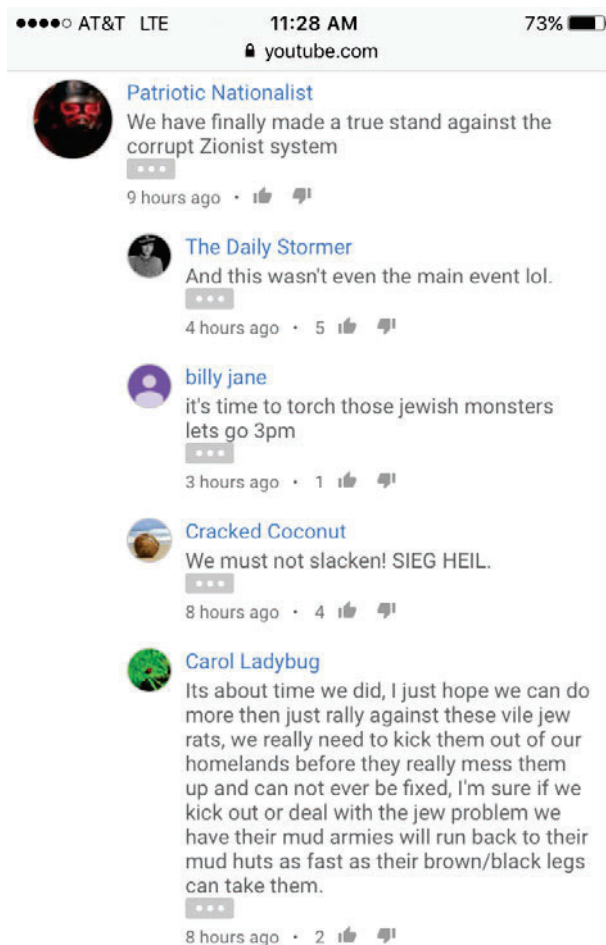 AT&T LTE 11:28 AM 73%
youtube.com
Patriotic Nationalist
We have finally made a true stand against the
corrupt Zionist system
9 hours ago
The Daily Stormer
And this wasn't even the main event lol.
4 hours ago • 5
billy jane
it's time to torch those jewish monsters
lets go 3pm
3 hours ago • 1
Cracked Coconut
We must not slacken! SIEG HEIL.
8 hours ago • 4
Carol Ladybug
Its about time we did, I just hope we can do
more then just rally against these vile jew
rats, we really need to kick them out of our
homelands before they really mess them
up and can not ever be fixed, I'm sure if we
kick out or deal with the jew problem we
have their mud armies will run back to their
mud huts as fast as their brown/black legs
can take them.
8 hours ago • 2